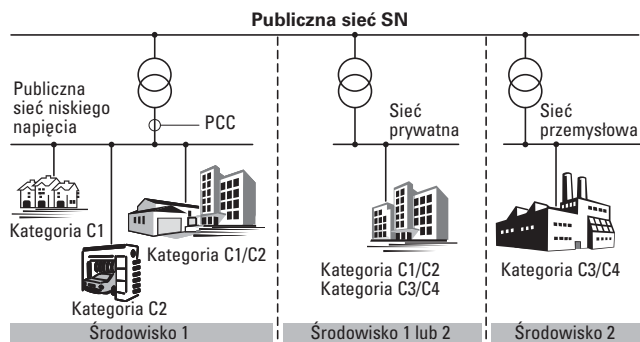 Publiczna sieć SN
Publiczna
sieć niskiego
napięcia
PCC
Kategoria C1
Kategoria C1/C2
Kategoria C2
Środowisko 1
Sieć
prywatna
Kategoria C1/C2
Kategoria C3/C4
Środowisko 1 lub 2
Sieć
przemysłowa
Kategoria C3/C4
Środowisko 2